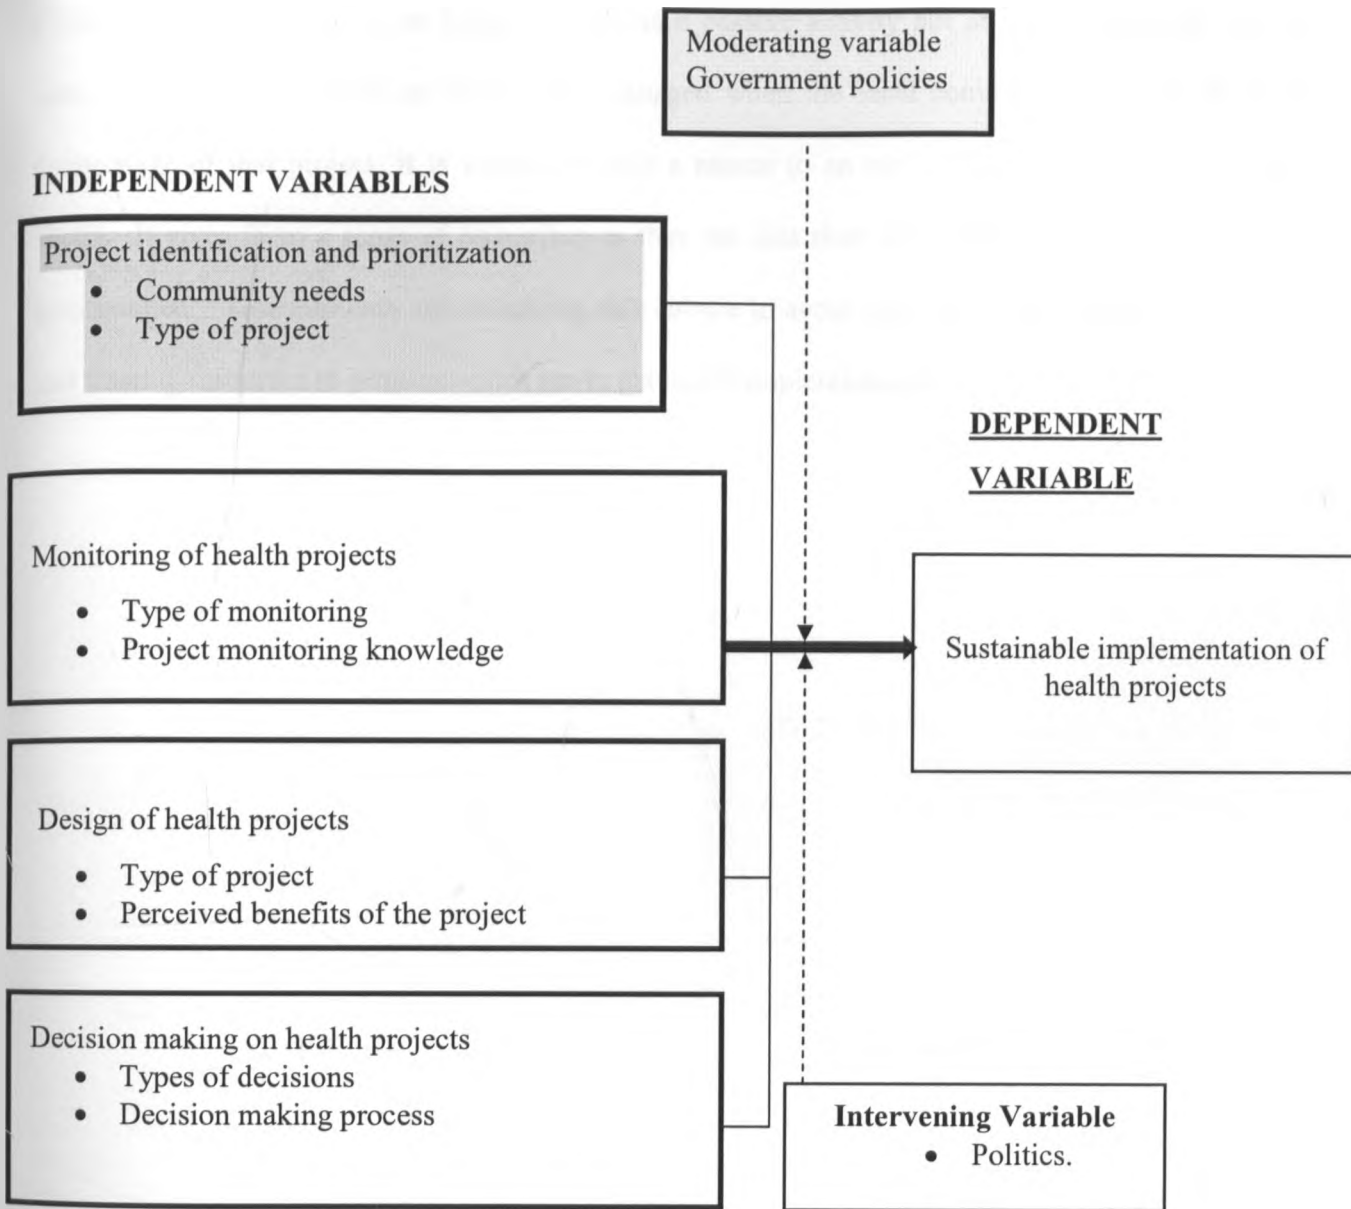 Moderating variable
Government policies
INDEPENDENT VARIABLES
Project identification and prioritization
• Community needs
• Type of project
DEPENDENT
VARIABLE
Monitoring of health projects
• Type of monitoring
• Project monitoring knowledge
Sustainable implementation of
health projects
Design of health projects
• Type of project
• Perceived benefits of the project
Decision making on health projects
• Types of decisions
• Decision making process
Intervening Variable
• Politics.